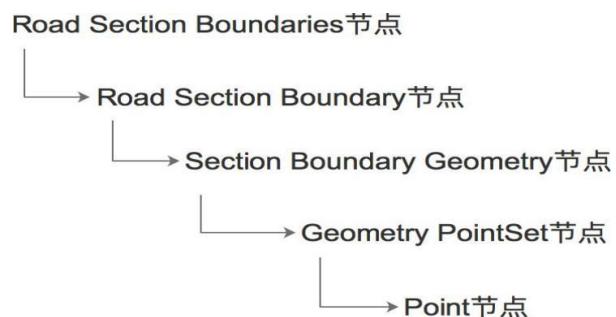 Road Section Boundaries节点
Road Section Boundary节点
Section Boundary Geometry节点
Geometry PointSet节点
Point节点